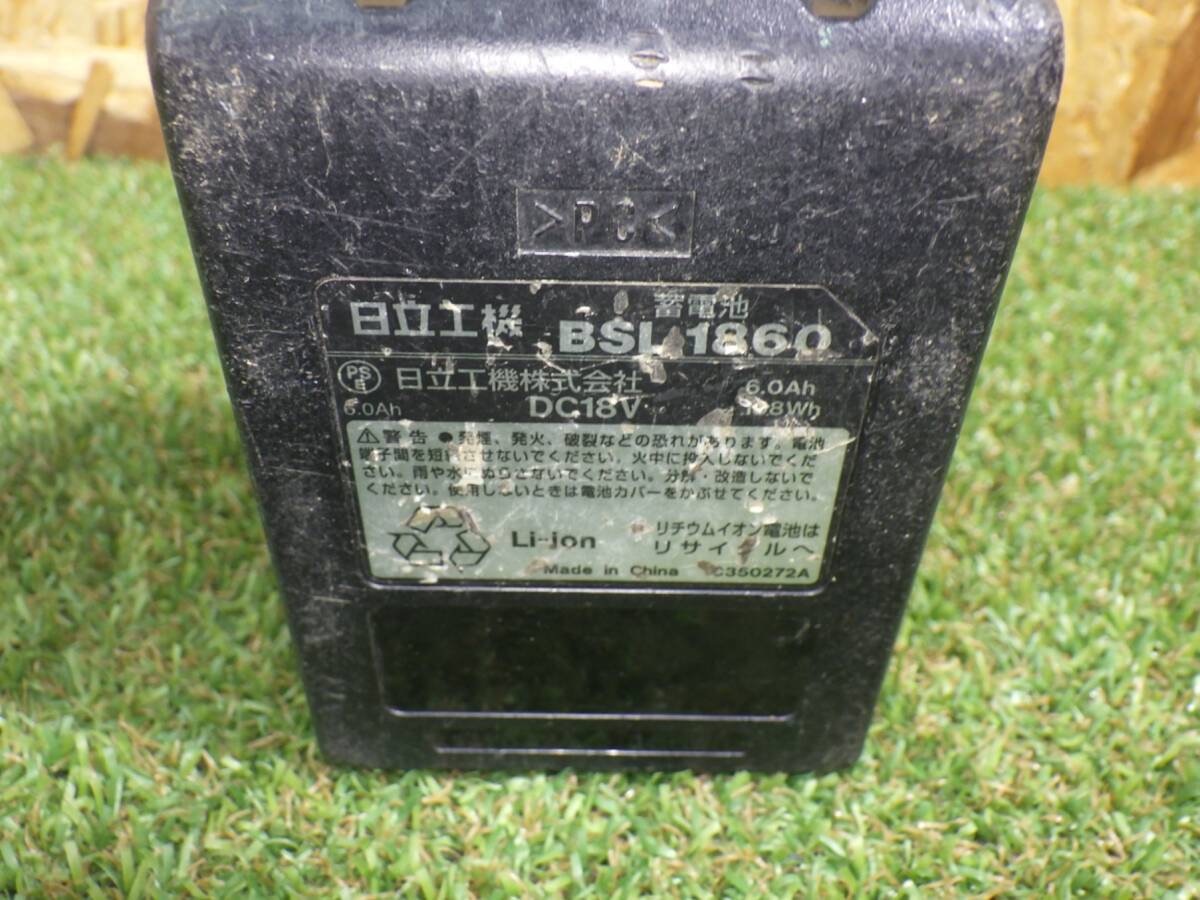 >PC<
蓄電池
日立工機 BSL1860
PSE 日立工機株式会社 6.0Ah
6.0Ah DC18V 108Wh
⚠警告 ●発煙、発火、破裂などの恐れがあります。電池
端子間を短絡させないでください。火中に投入しないでくだ
さい。雨や水にぬらさないでください。分解・改造しないで
ください。使用しないときは電池カバーをかぶせてください。
Li-ion
リチウムイオン電池は
リサイクルへ
Made in China C350272A